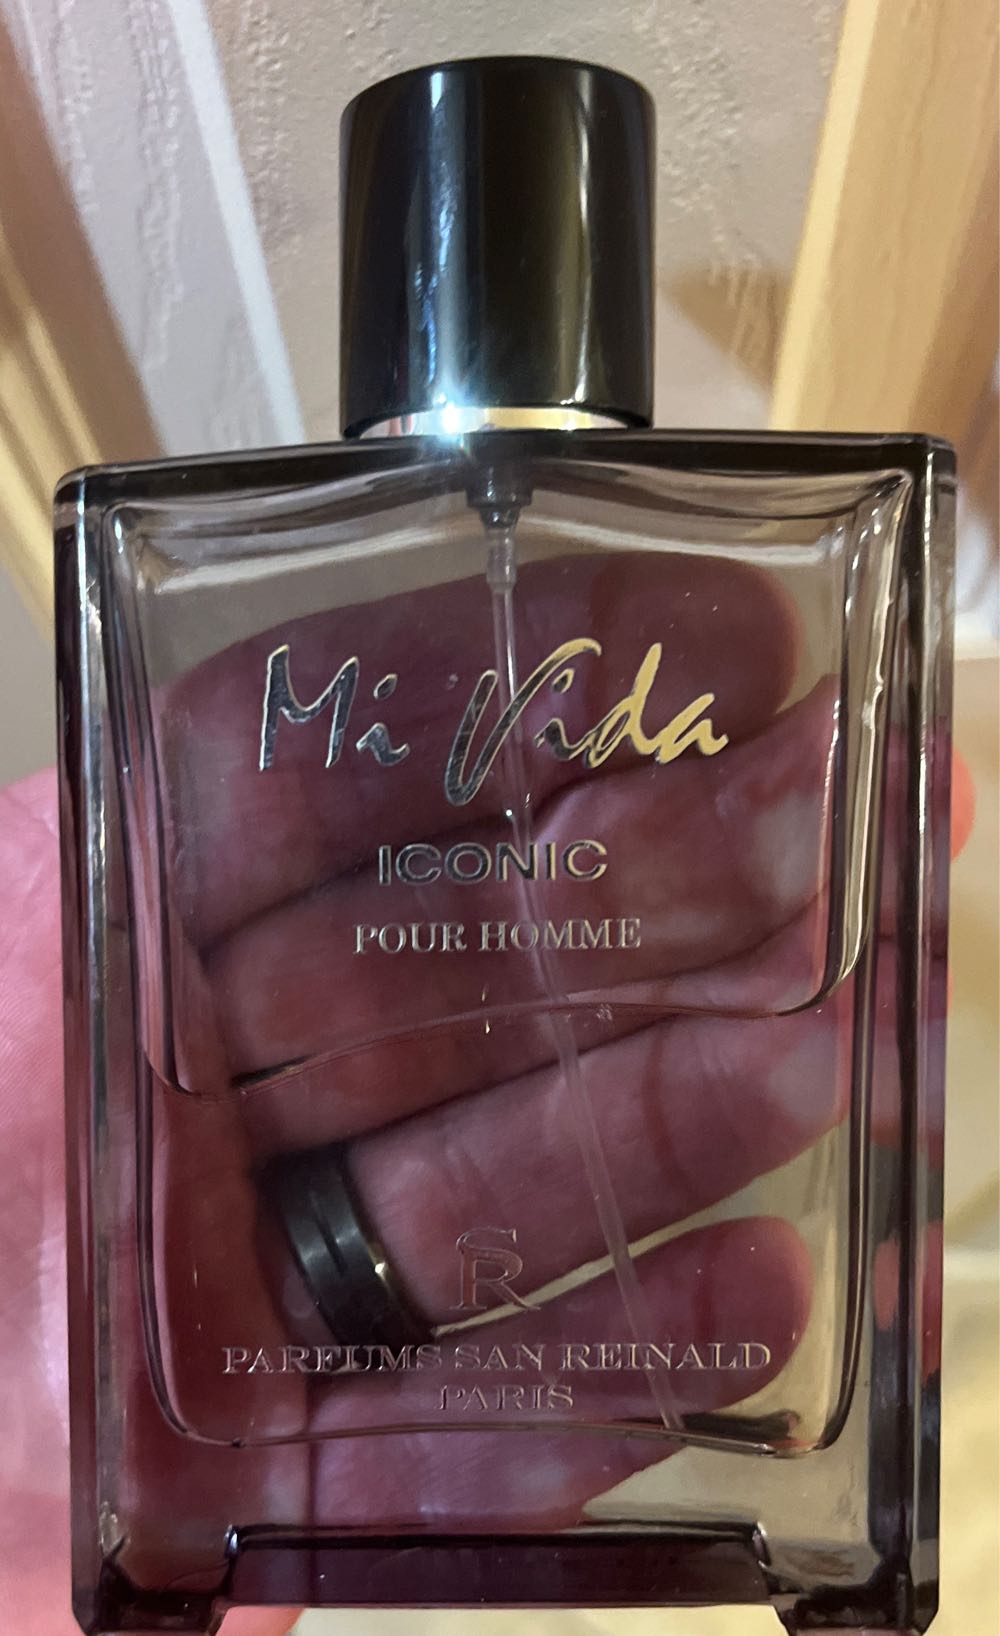 Mi Vida
ICONIC
POUR HOMME
SR
PARFUMS SAN REINALD
PARIS